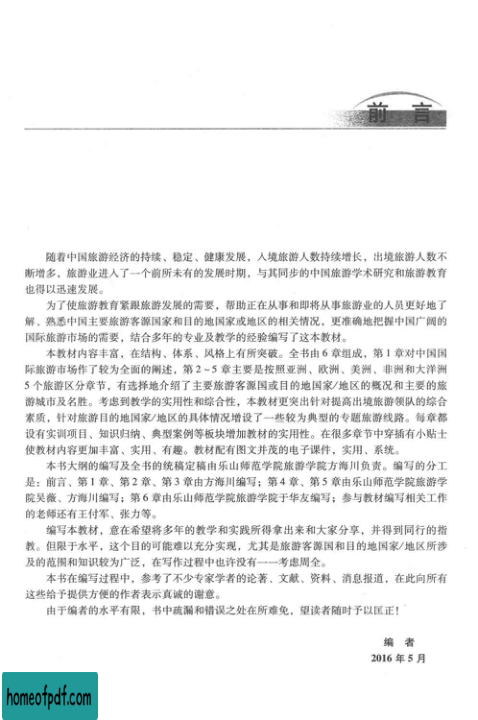 前 言
随着中国旅游经济的持续、稳定、健康发展，入境旅游人数持续增长，出境旅游人数不
断增多，旅游业进入了一个前所未有的发展时期，与其同步的中国旅游学术研究和旅游教育
也得以迅速发展。
为了使旅游教育紧跟旅游发展的需要，帮助正在从事和即将从事旅游业的人员更好地了
解、熟悉中国主要旅游客源国家和目的地国家或地区的相关情况，更准确地把握中国广阔的
国际旅游市场的需要，结合多年的专业及教学的经验编写了这本教材。
本教材内容丰富，在结构、体系、风格上有所突破。全书由6章组成，第1章对中国国
际旅游市场作了较为全面的阐述，第2~5章主要是按照亚洲、欧洲、美洲、非洲和大洋洲
5个旅游区分章节，有选择地介绍了主要旅游客源国或目的地国家/地区的概况和主要的旅
游城市及名胜。考虑到教学的实用性和综合性，本教材更突出针对提高出境旅游领队的综合
素质，针对旅游目的地国家/地区的具体情况增设了一些较为典型的专题旅游线路。每章都
设有实训项目、知识归纳、典型案例等板块增加教材的实用性。在很多章节中穿插有小贴士
使教材内容更加丰富、实用、有趣。教材配有图文并茂的电子课件，实用、系统。
本书大纲的编写及全书的统稿定稿由乐山师范学院旅游学院方海川负责。编写的分工
是：前言、第1章、第2章、第3章由方海川编写；第4章、第5章由乐山师范学院旅游学
院吴薇、方海川编写；第6章由乐山师范学院旅游学院于华友编写；参与教材编写相关工作
的老师还有王付军、张力等。
编写本教材，意在希望将多年的教学和实践所得拿出来和大家分享，并得到同行的指
教。但限于水平，这个目的可能难以充分实现，尤其是旅游客源国和目的地国家/地区所涉
及的范围和知识较为广泛，在写作过程中也许没有一一考虑周全。
本书在编写过程中，参考了不少专家学者的论著、文献、资料、消息报道，在此向所有
这些给予提供方便的作者表示真诚的谢意。
由于编者的水平有限，书中疏漏和错误之处在所难免，望读者随时予以匡正！
编 者
2016年5月
homeofpdf.com